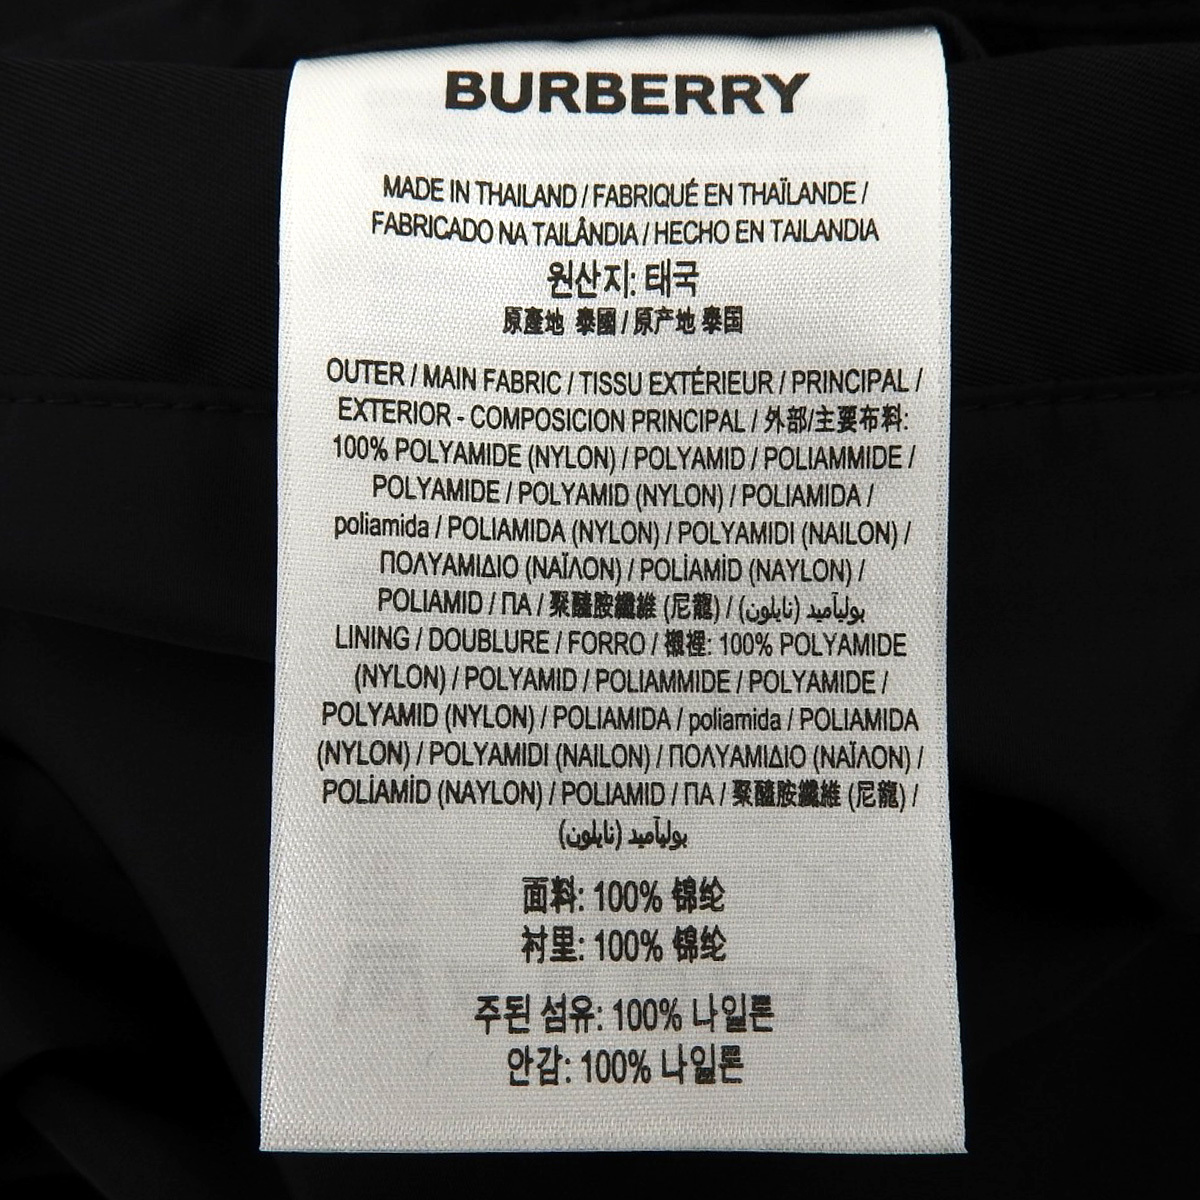 BURBERRY
MADE IN THAILAND / FABRIQUÉ EN THAÏLANDE /
FABRICADO NA TAILÂNDIA / HECHO EN TAILANDIA
원산지: 태국
原產地 泰國 / 原产地 泰国
OUTER / MAIN FABRIC / TISSU EXTÉRIEUR / PRINCIPAL /
EXTERIOR - COMPOSICION PRINCIPAL / 外部/主要布料:
100% POLYAMIDE (NYLON) / POLYAMID / POLIAMMIDE /
POLYAMIDE / POLYAMID (NYLON) / POLIAMIDA /
poliamida / POLIAMIDA (NYLON) / POLYAMIDI (NAILON) /
ΠΟΛΥΑΜΙΔΙΟ (ΝΑΪΛΟΝ) / POLİAMİD (NAYLON) /
POLIAMID / ПА / 聚醯胺纖維 (尼龍) / بوليآميد (نايلون)
LINING / DOUBLURE / FORRO / 襯裡: 100% POLYAMIDE
(NYLON) / POLYAMID / POLIAMMIDE / POLYAMIDE /
POLYAMID (NYLON) / POLIAMIDA / poliamida / POLIAMIDA
(NYLON) / POLYAMIDI (NAILON) / ΠΟΛΥΑΜΙΔΙΟ (ΝΑΪΛΟΝ) /
POLİAMİD (NAYLON) / POLIAMID / ПА / 聚醯胺纖維 (尼龍) /
بوليآميد (نايلون)
面料: 100% 锦纶
衬里: 100% 锦纶
주된 섬유: 100% 나일론
안감: 100% 나일론